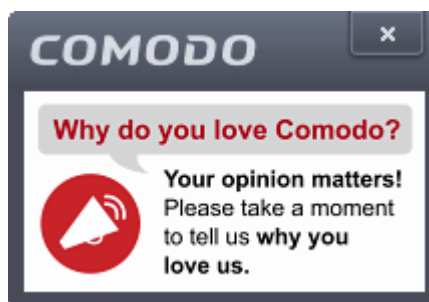 COMODO
Why do you love Comodo?
Your opinion matters!
Please take a moment
to tell us why you
love us.